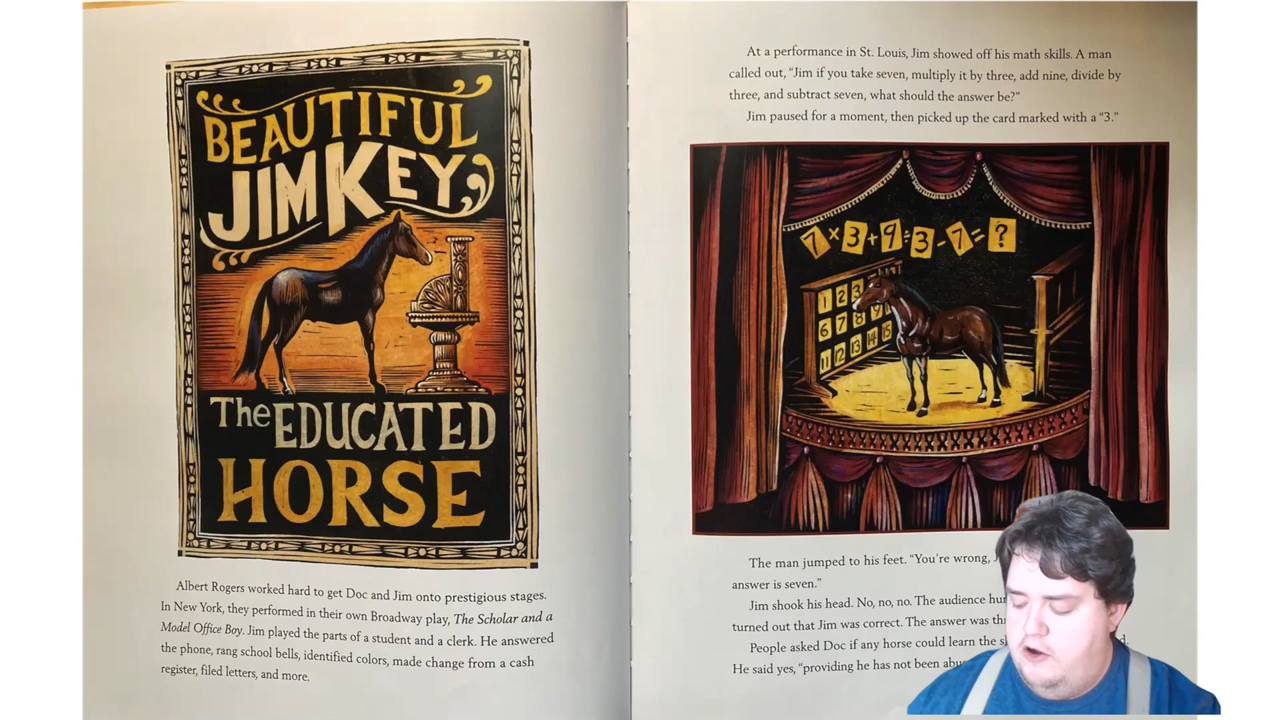 BEAUTIFUL
JIM KEY
The EDUCATED
HORSE
Albert Rogers worked hard to get Doc and Jim onto prestigious stages.
In New York, they performed in their own Broadway play, The Scholar and a
Model Office Boy. Jim played the parts of a student and a clerk. He answered
the phone, rang school bells, identified colors, made change from a cash
register, filed letters, and more.
At a performance in St. Louis, Jim showed off his math skills. A man
called out, “Jim if you take seven, multiply it by three, add nine, divide by
three, and subtract seven, what should the answer be?”
Jim paused for a moment, then picked up the card marked with a “3.”
7 × 3 + 9 ÷ 3 - 7 = ?
1 2 3
6 7 8 9
11 12 13 14 15
The man jumped to his feet. “You're wrong,
answer is seven.”
Jim shook his head. No, no, no. The audience
turned out that Jim was correct. The answer was
People asked Doc if any horse could learn the
He said yes, “providing he has not been